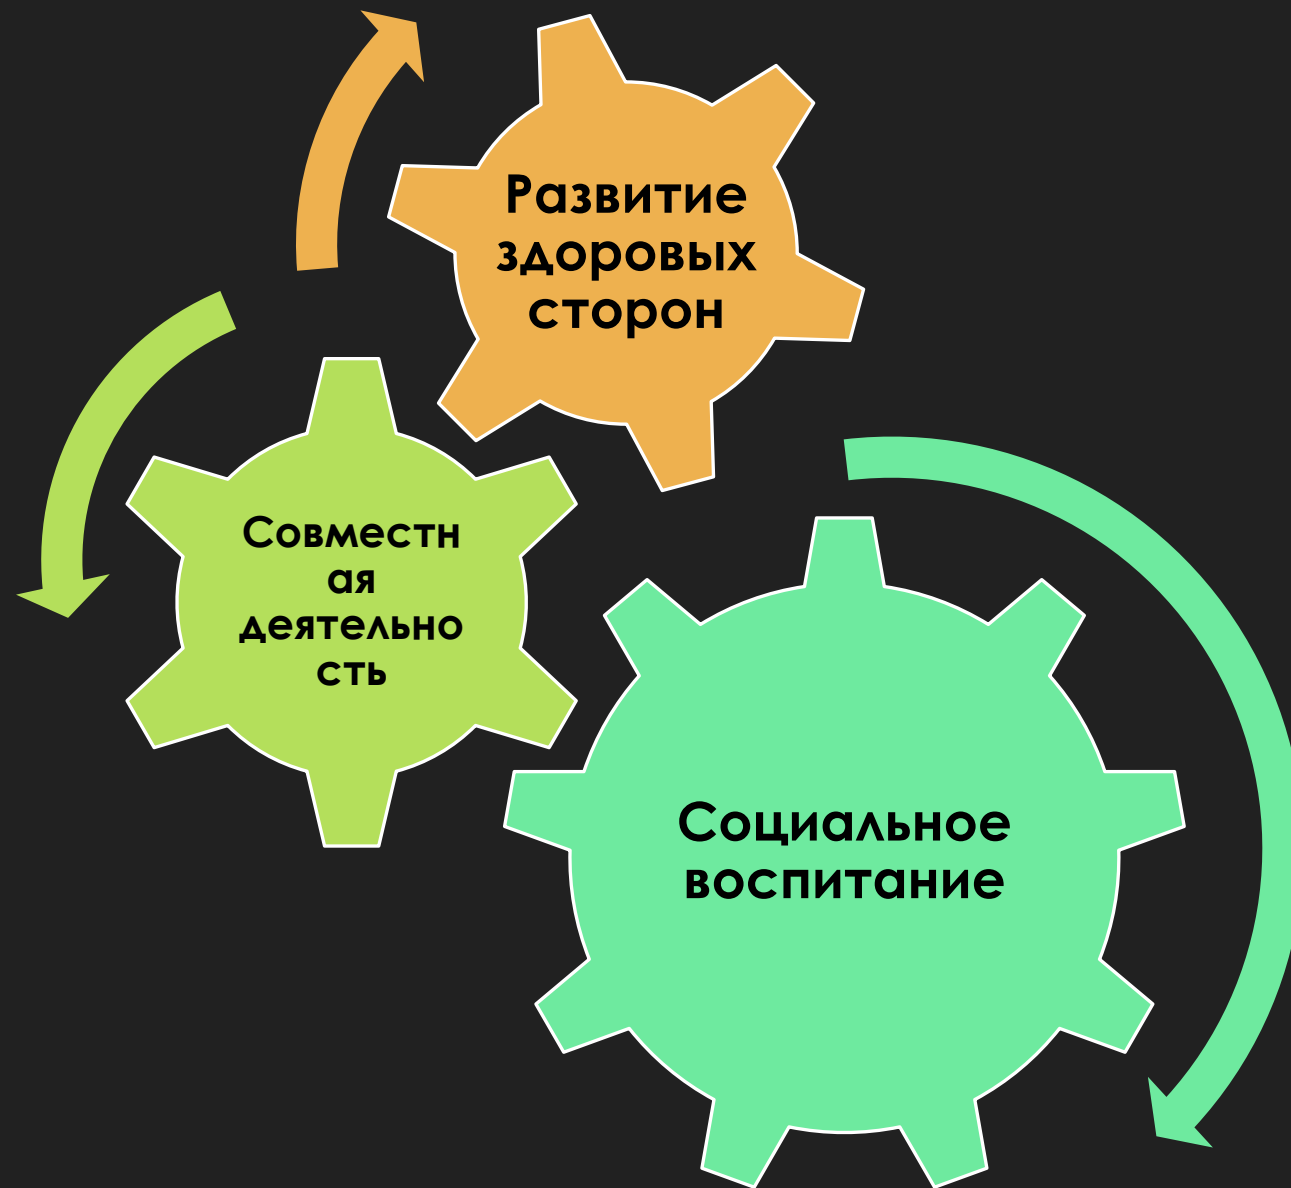 Развитие
здоровых
сторон
Совместн
ая
деятельно
сть
Социальное
воспитание